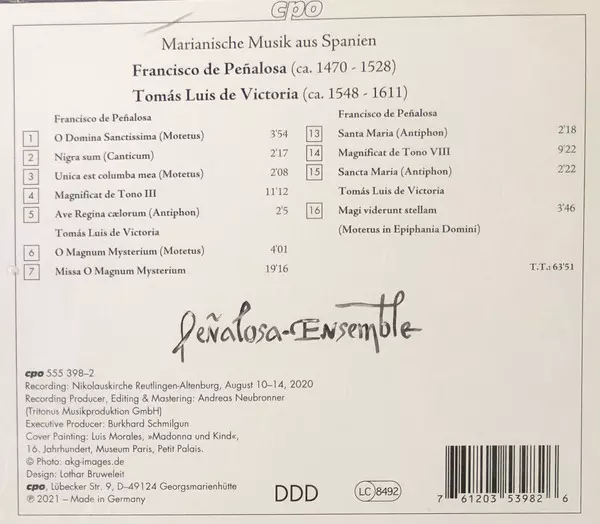 cpo
Marianische Musik aus Spanien
Francisco de Peñalosa (ca. 1470 - 1528)
Tomás Luis de Victoria (ca. 1548 - 1611)
Francisco de Peñalosa
1 O Domina Sanctissima (Motetus) 3'54
2 Nigra sum (Canticum) 2'17
3 Unica est columba mea (Motetus) 2'08
4 Magnificat de Tono III 11'12
5 Ave Regina cælorum (Antiphon) 2'5
Tomás Luis de Victoria
6 O Magnum Mysterium (Motetus) 4'01
7 Missa O Magnum Mysterium 19'16
Francisco de Peñalosa
13 Santa Maria (Antiphon) 2'18
14 Magnificat de Tono VIII 9'22
15 Sancta Maria (Antiphon) 2'22
Tomás Luis de Victoria
16 Magi viderunt stellam 3'46
(Motetus in Epiphania Domini)
T.T.: 63'51
Peñalosa-Ensemble
cpo 555 398–2
Recording: Nikolauskirche Reutlingen-Altenburg, August 10–14, 2020
Recording Producer, Editing & Mastering: Andreas Neubronner
(Tritonus Musikproduktion GmbH)
Executive Producer: Burkhard Schmilgun
Cover Painting: Luis Morales, »Madonna und Kind«,
16. Jahrhundert, Museum Paris, Petit Palais.
© Photo: akg-images.de
Design: Lothar Bruweleit
cpo, Lübecker Str. 9, D–49124 Georgsmarienhütte
℗ 2021 – Made in Germany
DDD
LC 8492
7 61203 53982 6